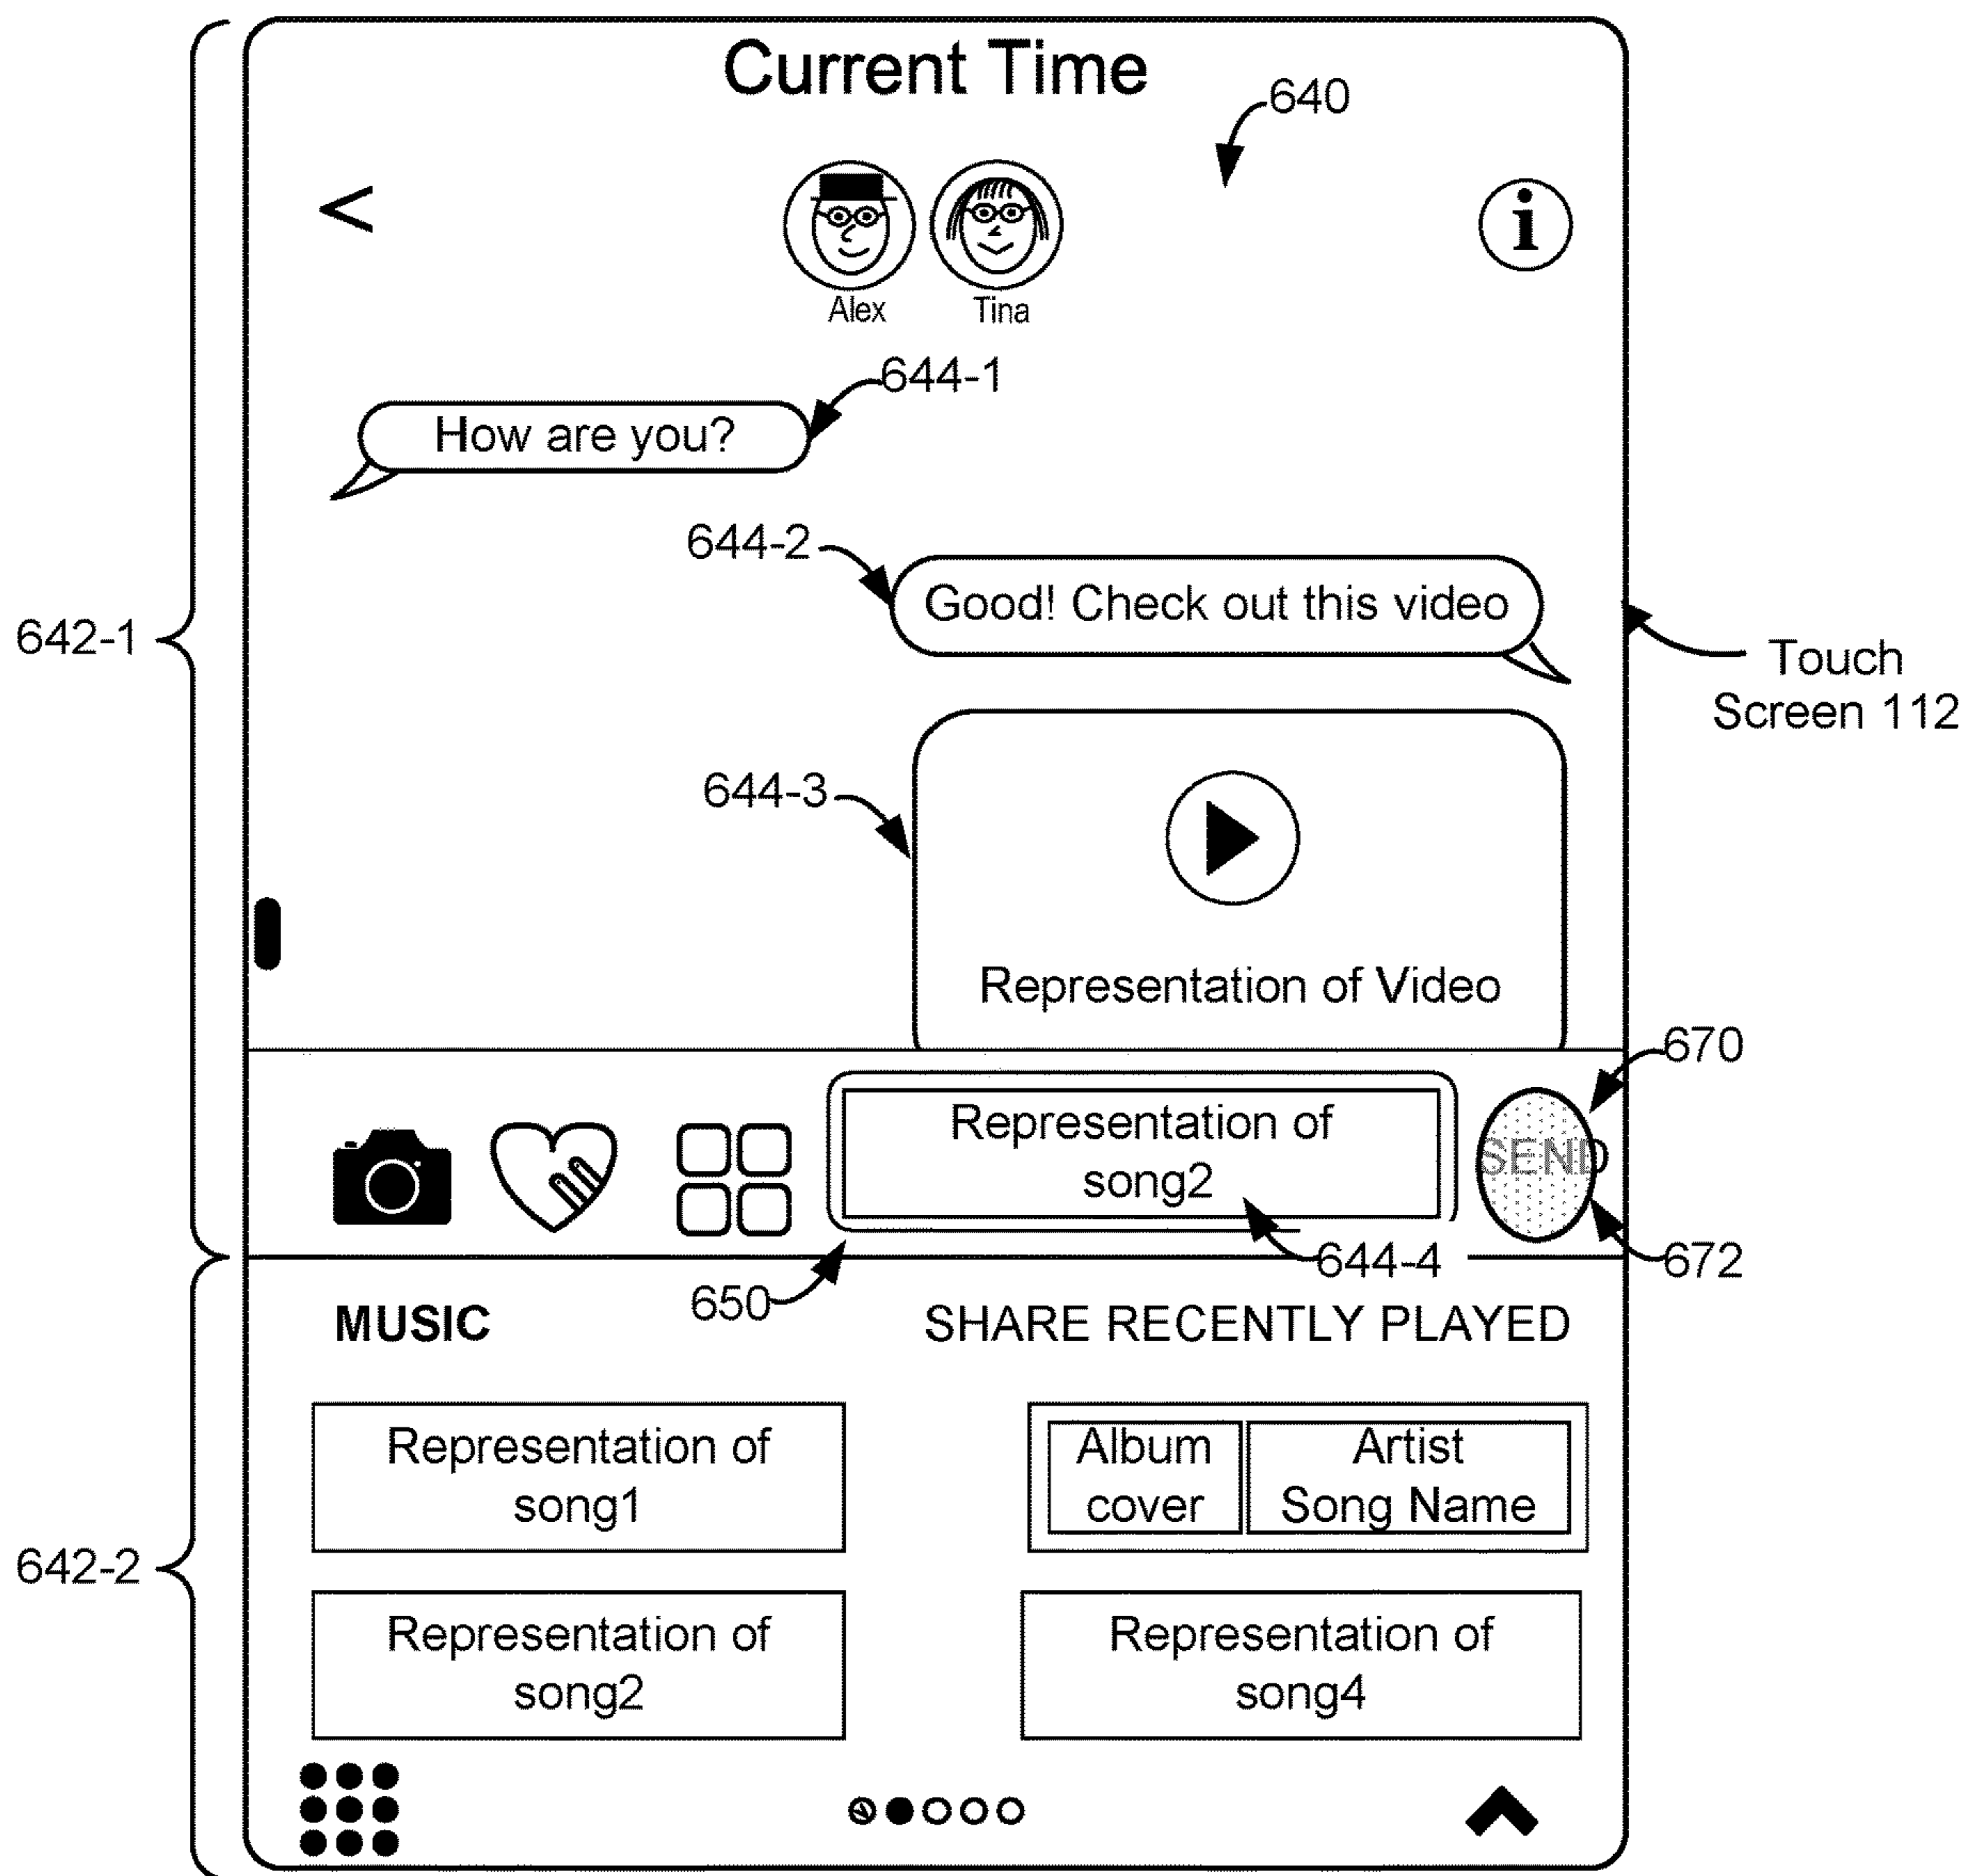 Current Time
640
<
i
Alex
Tina
644-1
How are you?
644-2
Good! Check out this video
642-1
Touch
Screen 112
644-3
Representation of Video
670
Representation of
song2
SEND
644-4
672
650
MUSIC
SHARE RECENTLY PLAYED
Representation of
song1
Album
cover
Artist
Song Name
642-2
Representation of
song2
Representation of
song4